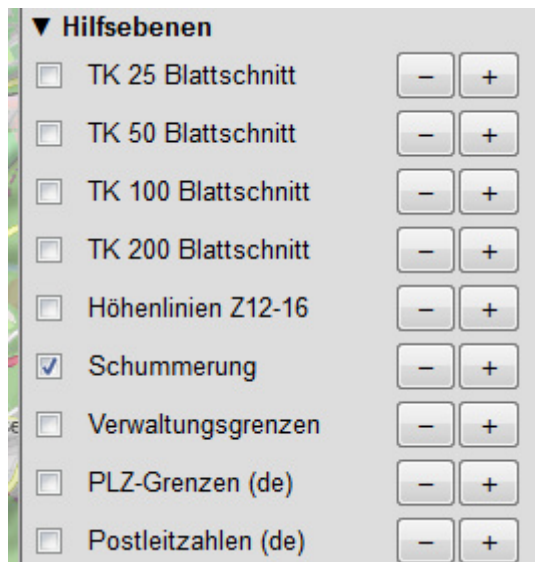 ▼ Hilfsebenen
TK 25 Blattschnitt − +
TK 50 Blattschnitt − +
TK 100 Blattschnitt − +
TK 200 Blattschnitt − +
Höhenlinien Z12-16 − +
Schummerung − +
Verwaltungsgrenzen − +
PLZ-Grenzen (de) − +
Postleitzahlen (de) − +